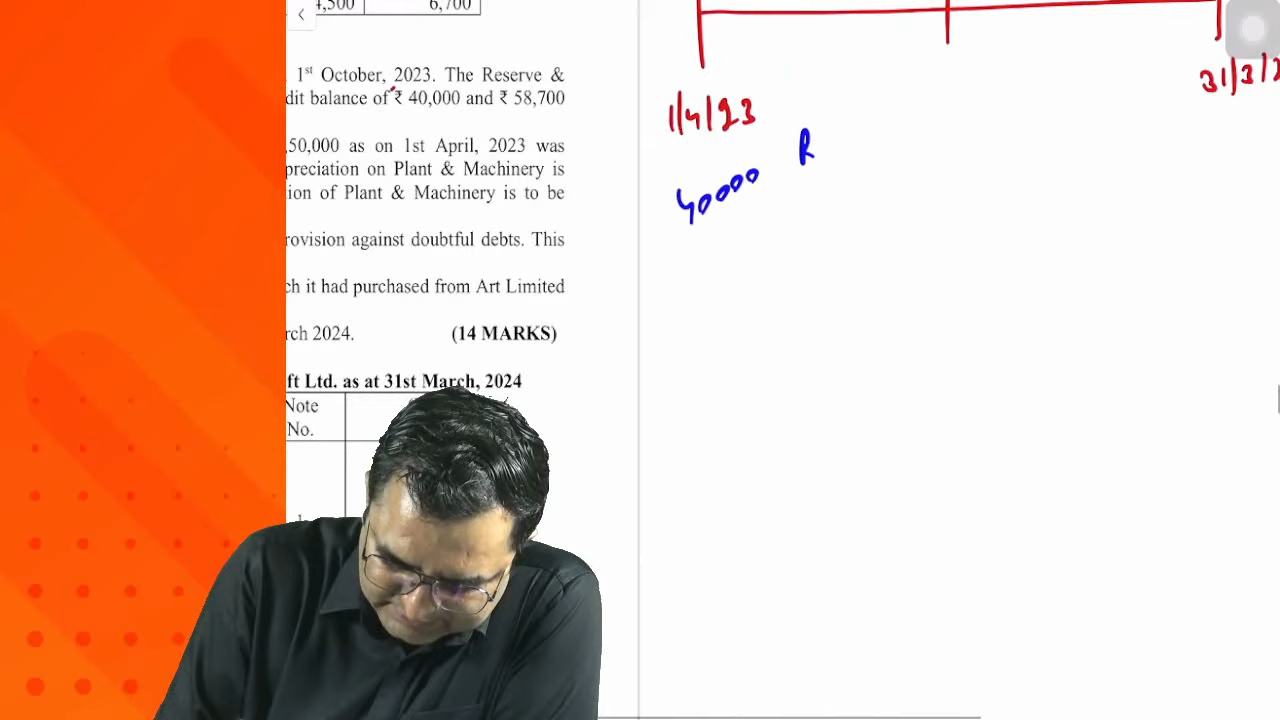 4,500 6,700
1st October, 2023. The Reserve &
dit balance of ₹ 40,000 and ₹ 58,700
,50,000 as on 1st April, 2023 was
preciation on Plant & Machinery is
ion of Plant & Machinery is to be
rovision against doubtful debts. This
ch it had purchased from Art Limited
rch 2024. (14 MARKS)
ft Ltd. as at 31st March, 2024
Note
No.
1
31/3/2
1/4/23
40000 R